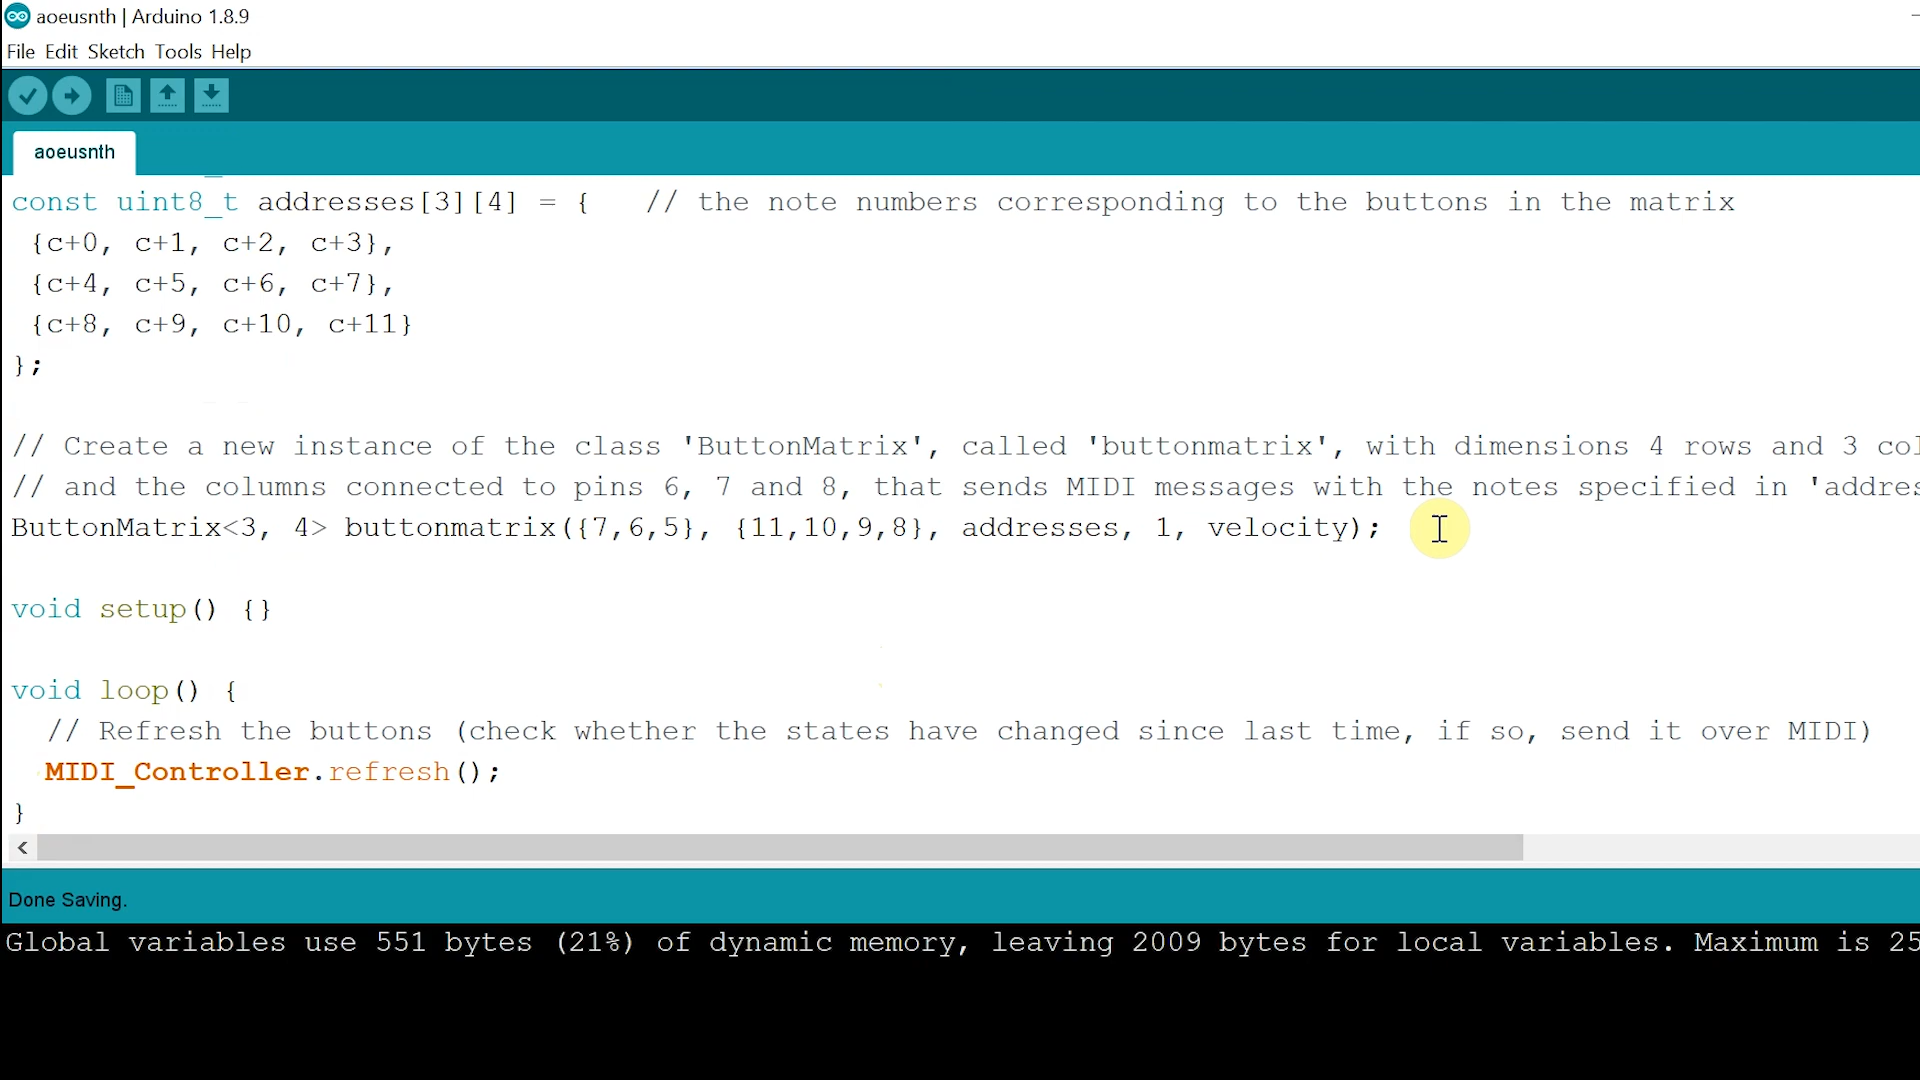 aoeusnth | Arduino 1.8.9
File Edit Sketch Tools Help
aoeusnth
const uint8_t addresses[3][4] = { // the note numbers corresponding to the buttons in the matrix
{c+0, c+1, c+2, c+3},
{c+4, c+5, c+6, c+7},
{c+8, c+9, c+10, c+11}
};
// Create a new instance of the class 'ButtonMatrix', called 'buttonmatrix', with dimensions 4 rows and 3 col
// and the columns connected to pins 6, 7 and 8, that sends MIDI messages with the notes specified in 'addres
ButtonMatrix<3, 4> buttonmatrix({7,6,5}, {11,10,9,8}, addresses, 1, velocity);
void setup() {}
void loop() {
// Refresh the buttons (check whether the states have changed since last time, if so, send it over MIDI)
MIDI_Controller.refresh();
}
Done Saving.
Global variables use 551 bytes (21%) of dynamic memory, leaving 2009 bytes for local variables. Maximum is 25